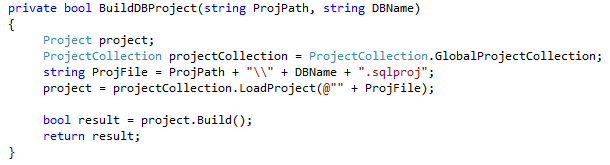 private bool BuildDBProject(string ProjPath, string DBName)
{
Project project;
ProjectCollection projectCollection = ProjectCollection.GlobalProjectCollection;
string ProjFile = ProjPath + "\\" + DBName + ".sqlproj";
project = projectCollection.LoadProject(@"" + ProjFile);
bool result = project.Build();
return result;
}